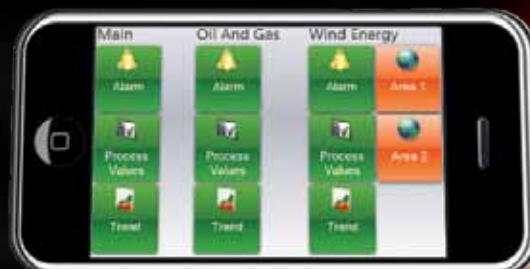 Main Oil And Gas Wind Energy
Alarm Alarm Alarm Area 1
Process Values Process Values Process Values Area 2
Trend Trend Trend